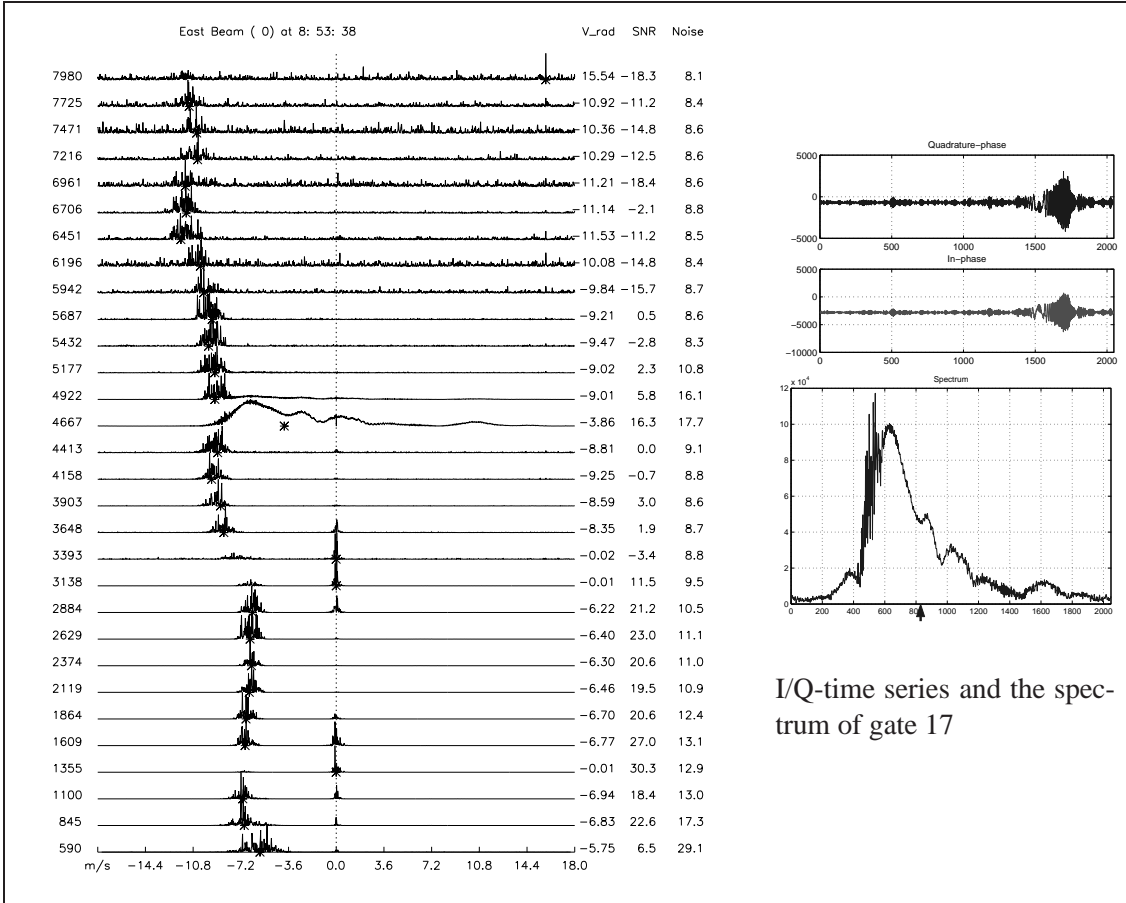 East Beam ( 0) at 8: 53: 38 V_rad SNR Noise
7980 15.54 −18.3 8.1
7725 −10.92 −11.2 8.4
7471 −10.36 −14.8 8.6
7216 −10.29 −12.5 8.6
6961 −11.21 −18.4 8.6
6706 −11.14 −2.1 8.8
6451 −11.53 −11.2 8.5
6196 −10.08 −14.8 8.4
5942 −9.84 −15.7 8.7
5687 −9.21 0.5 8.6
5432 −9.47 −2.8 8.3
5177 −9.02 2.3 10.8
4922 −9.01 5.8 16.1
4667 −3.86 16.3 17.7
4413 −8.81 0.0 9.1
4158 −9.25 −0.7 8.8
3903 −8.59 3.0 8.6
3648 −8.35 1.9 8.7
3393 −0.02 −3.4 8.8
3138 −0.01 11.5 9.5
2884 −6.22 21.2 10.5
2629 −6.40 23.0 11.1
2374 −6.30 20.6 11.0
2119 −6.46 19.5 10.9
1864 −6.70 20.6 12.4
1609 −6.77 27.0 13.1
1355 −0.01 30.3 12.9
1100 −6.94 18.4 13.0
845 −6.83 22.6 17.3
590 −5.75 6.5 29.1
m/s −14.4 −10.8 −7.2 −3.6 0.0 3.6 7.2 10.8 14.4 18.0
Quadrature−phase
5000
0
−5000
0 500 1000 1500 2000
In−phase
5000
0
−5000
−10000
0 500 1000 1500 2000
Spectrum
x 10⁴
12
10
8
6
4
2
0
0 200 400 600 800 1000 1200 1400 1600 1800 2000
I/Q-time series and the spec-
trum of gate 17